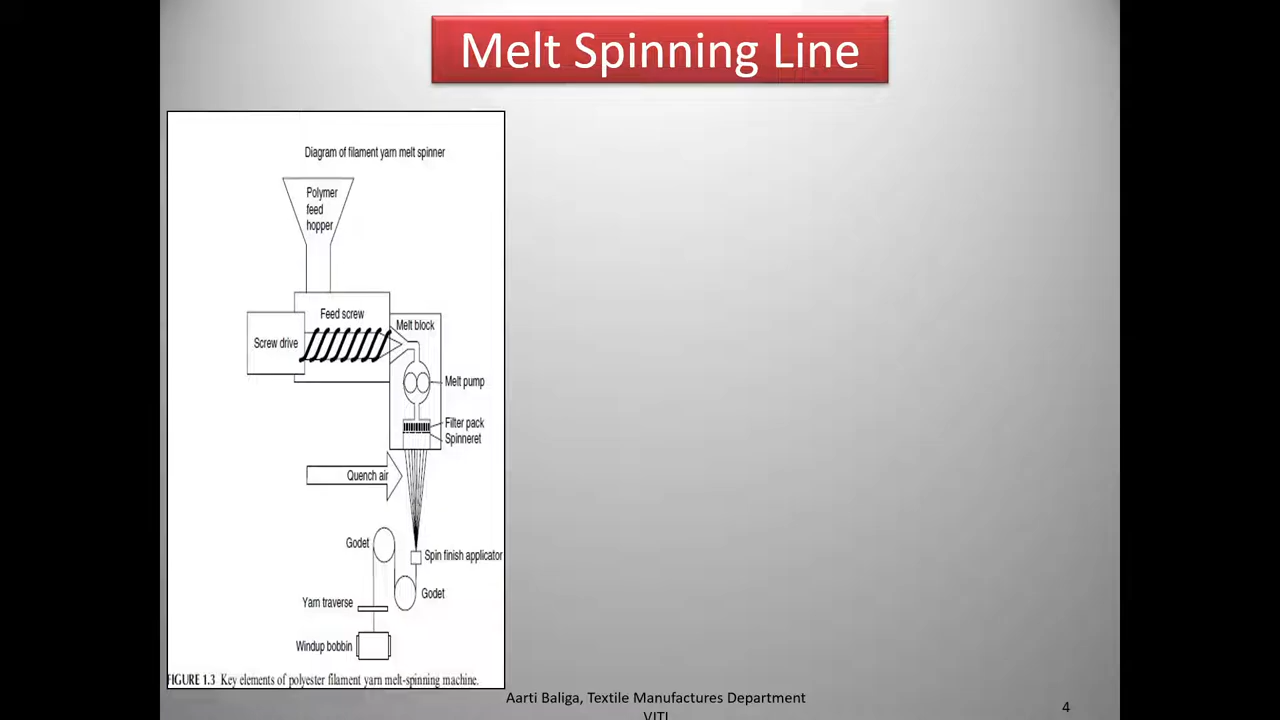 Melt Spinning Line
Diagram of filament yarn melt spinner
Polymer
feed
hopper
Feed screw
Melt block
Screw drive
Melt pump
Filter pack
Spinneret
Quench air
Godet
Spin finish applicator
Godet
Yarn traverse
Windup bobbin
FIGURE 1.3 Key elements of polyester filament yarn melt-spinning machine.
Aarti Baliga, Textile Manufactures Department
VJTI
4